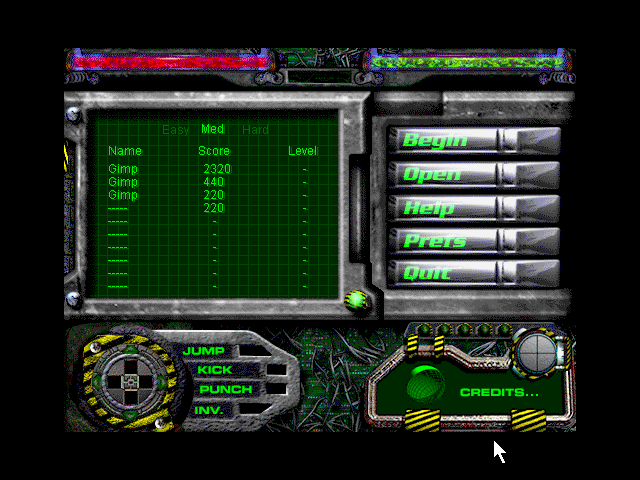 Easy Med Hard
Name Score Level
Gimp 2320 -
Gimp 440 -
Gimp 220 -
----- 220 -
----- - -
----- - -
----- - -
----- - -
----- - -
----- - -
Begin
Open
Help
Prefs
Quit
JUMP
KICK
PUNCH
INV.
CREDITS...